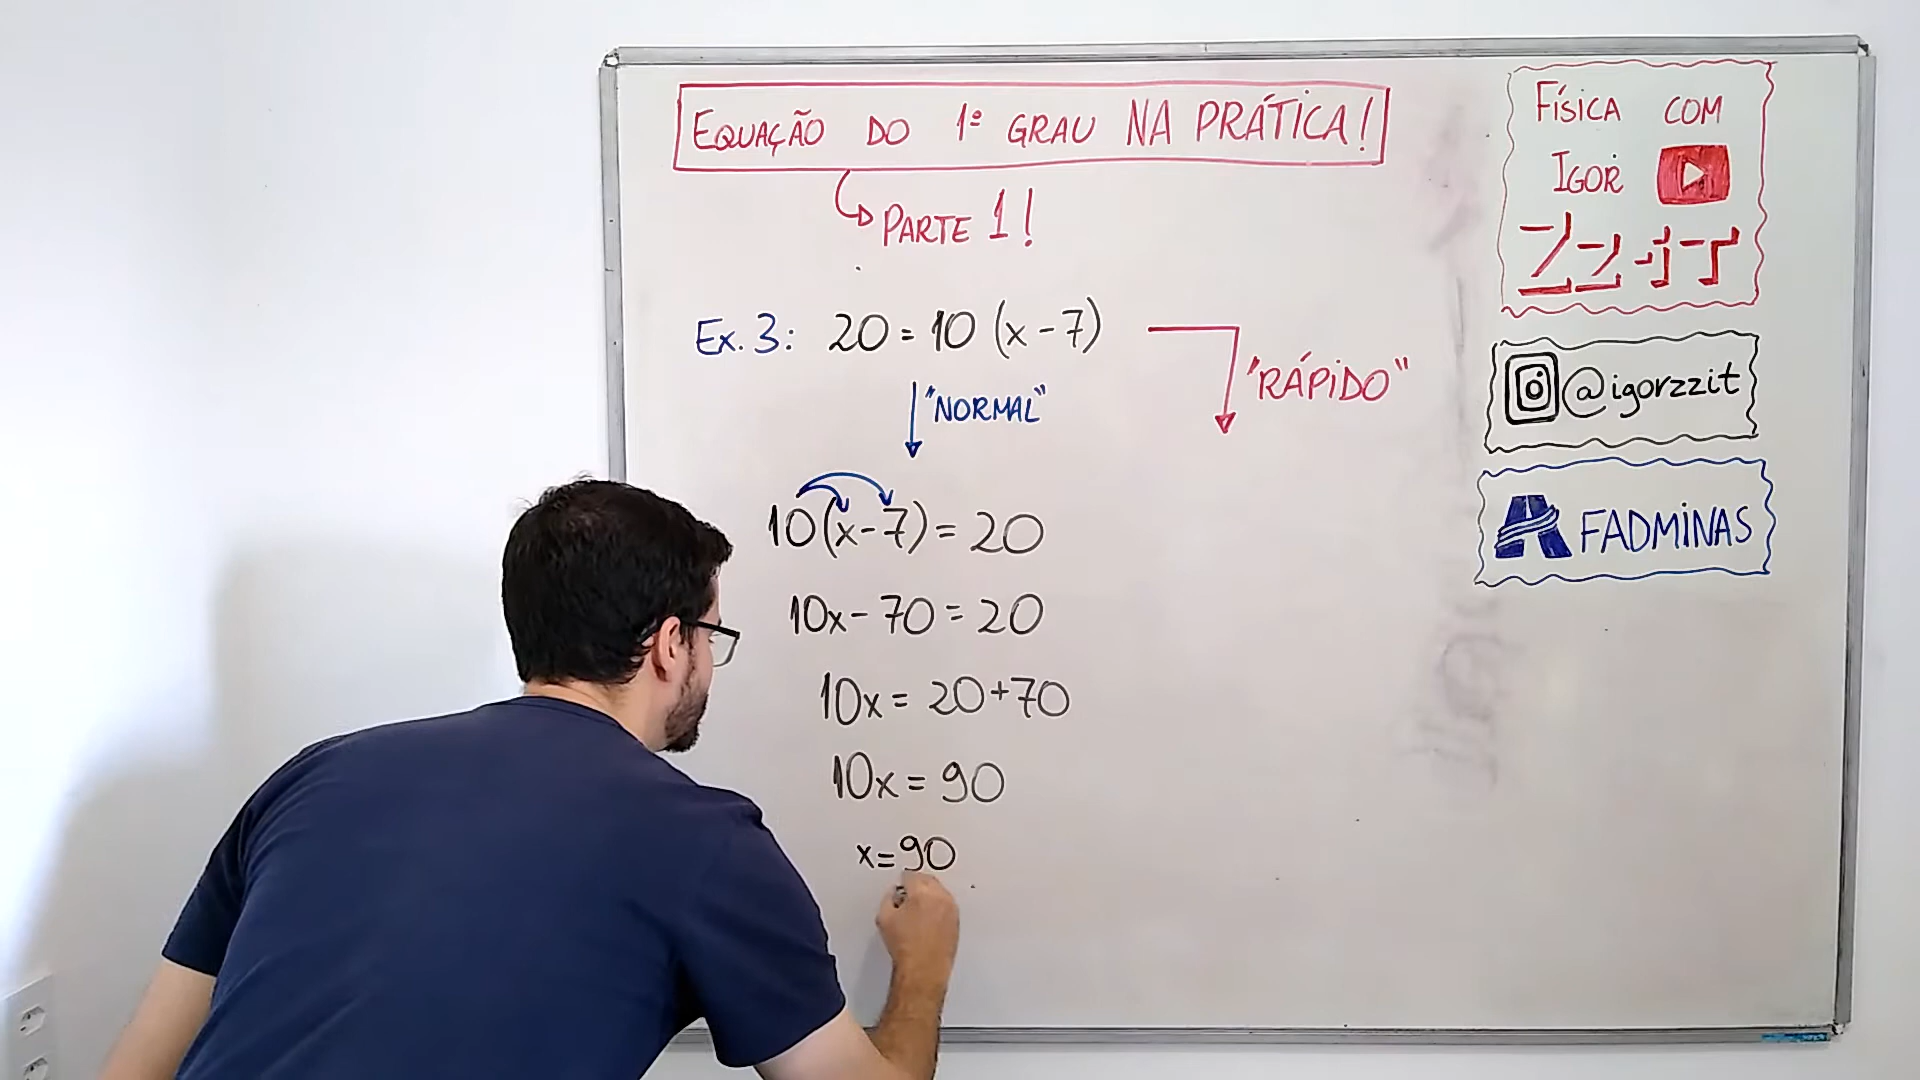 EQUAÇÃO DO 1º GRAU NA PRÁTICA!
PARTE 1!
Ex. 3: 20 = 10 (x - 7)
"NORMAL"
"RÁPIDO"
10(x-7) = 20
10x - 70 = 20
10x = 20+70
10x = 90
x = 90
FÍSICA COM
IGOR
ZZiT
@igorzzit
FADMINAS